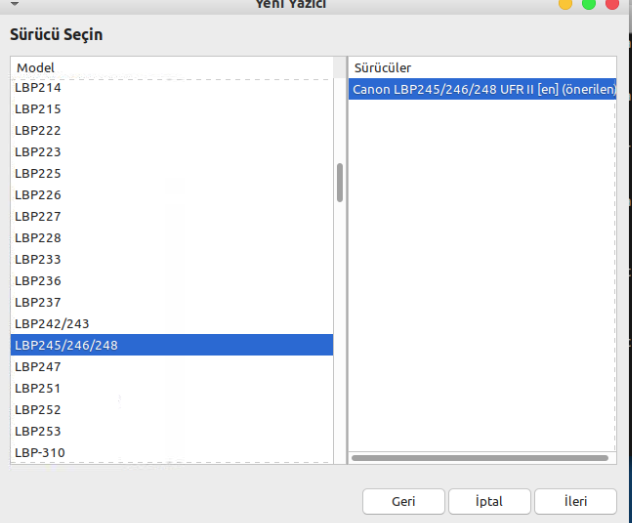 Yeni Yazıcı
Sürücü Seçin
Model
LBP214
LBP215
LBP222
LBP223
LBP225
LBP226
LBP227
LBP228
LBP233
LBP236
LBP237
LBP242/243
LBP245/246/248
LBP247
LBP251
LBP252
LBP253
LBP-310
Sürücüler
Canon LBP245/246/248 UFR II [en] (önerilen)
Geri
İptal
İleri